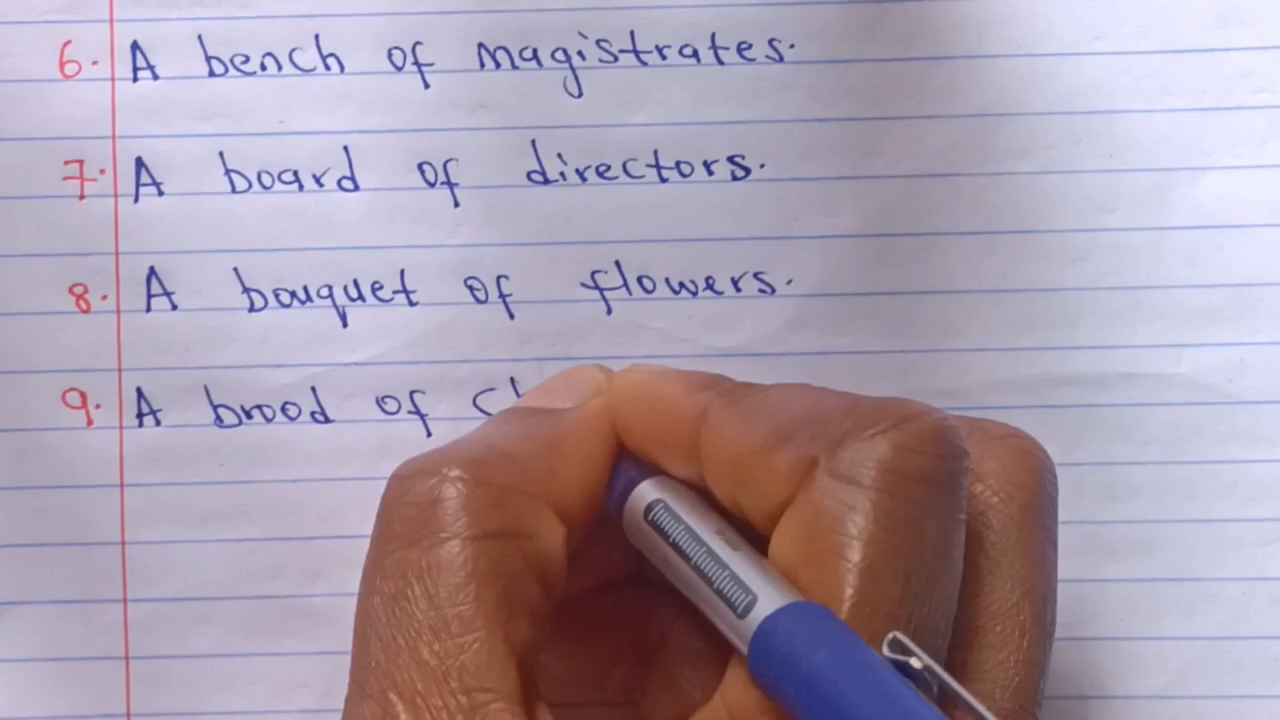 6. A bench of magistrates.
7. A board of directors.
8. A bouquet of flowers.
9. A brood of